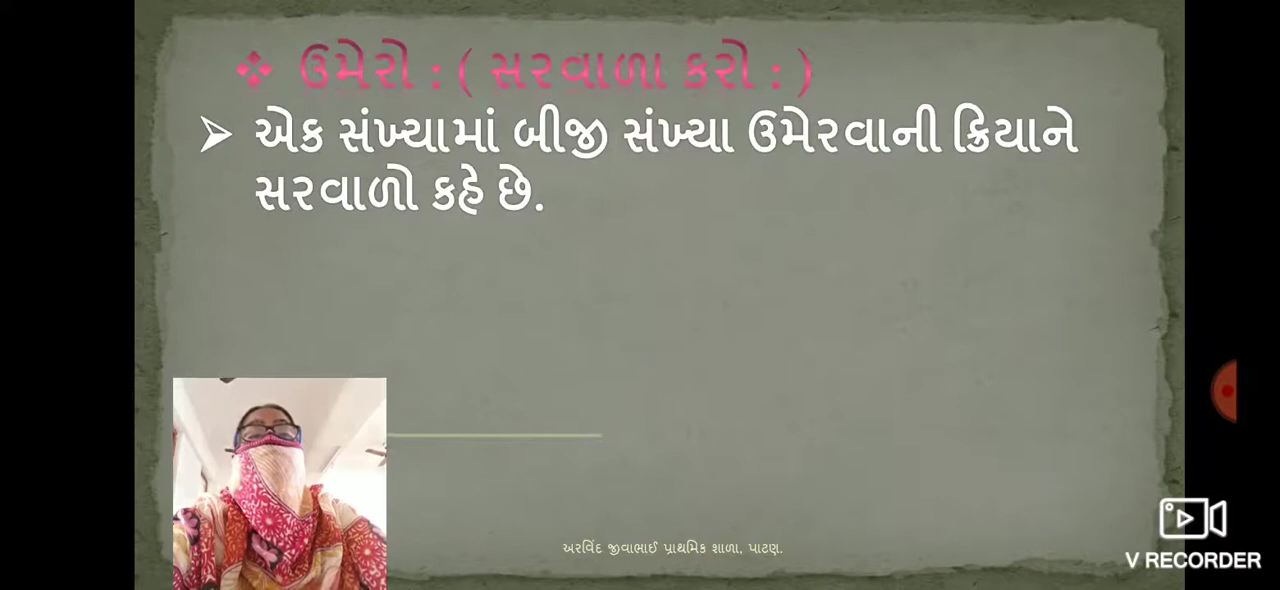 ❖ ઉમેરો : ( સરવાળા કરો : )
➢ એક સંખ્યામાં બીજી સંખ્યા ઉમેરવાની ક્રિયાને
સરવાળો કહે છે.
અરવિંદ જીવાભાઈ પ્રાથમિક શાળા, પાટણ.
V RECORDER